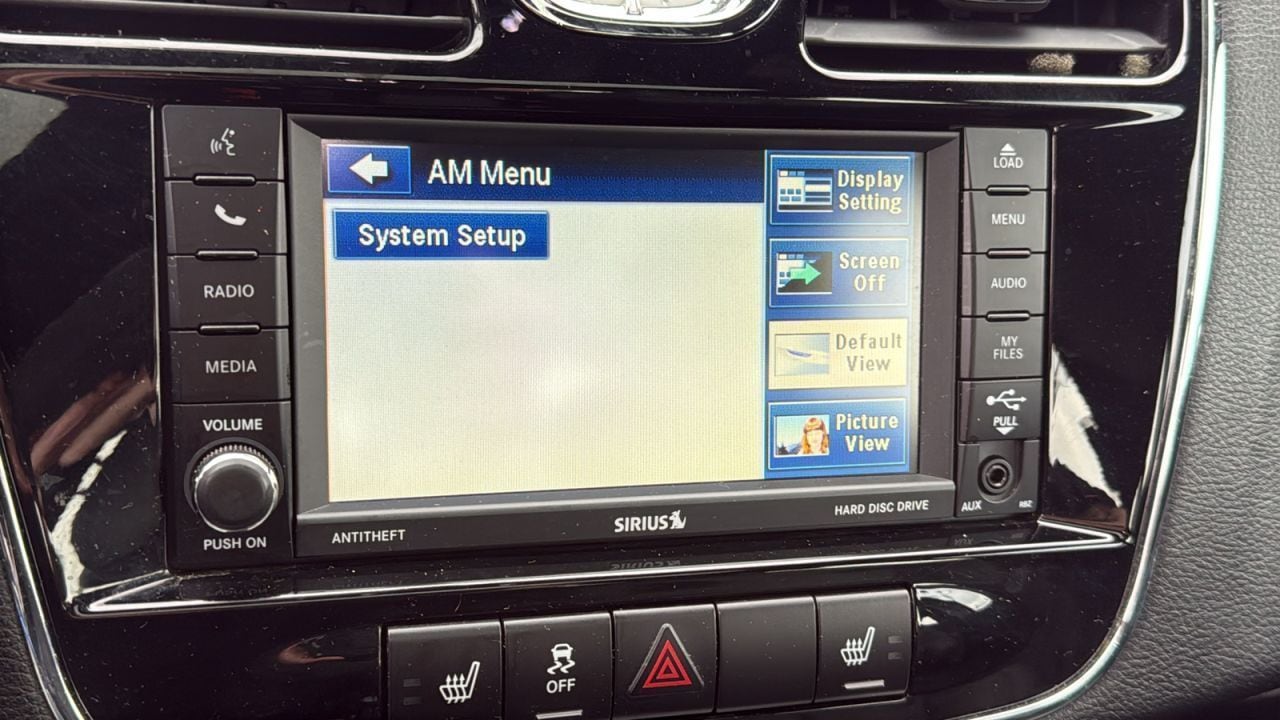 AM Menu
System Setup
Display
Setting
Screen
Off
Default
View
Picture
View
RADIO
MEDIA
VOLUME
PUSH ON
LOAD
MENU
AUDIO
MY
FILES
PULL
AUX
RBZ
ANTITHEFT
SIRIUS
HARD DISC DRIVE
OFF